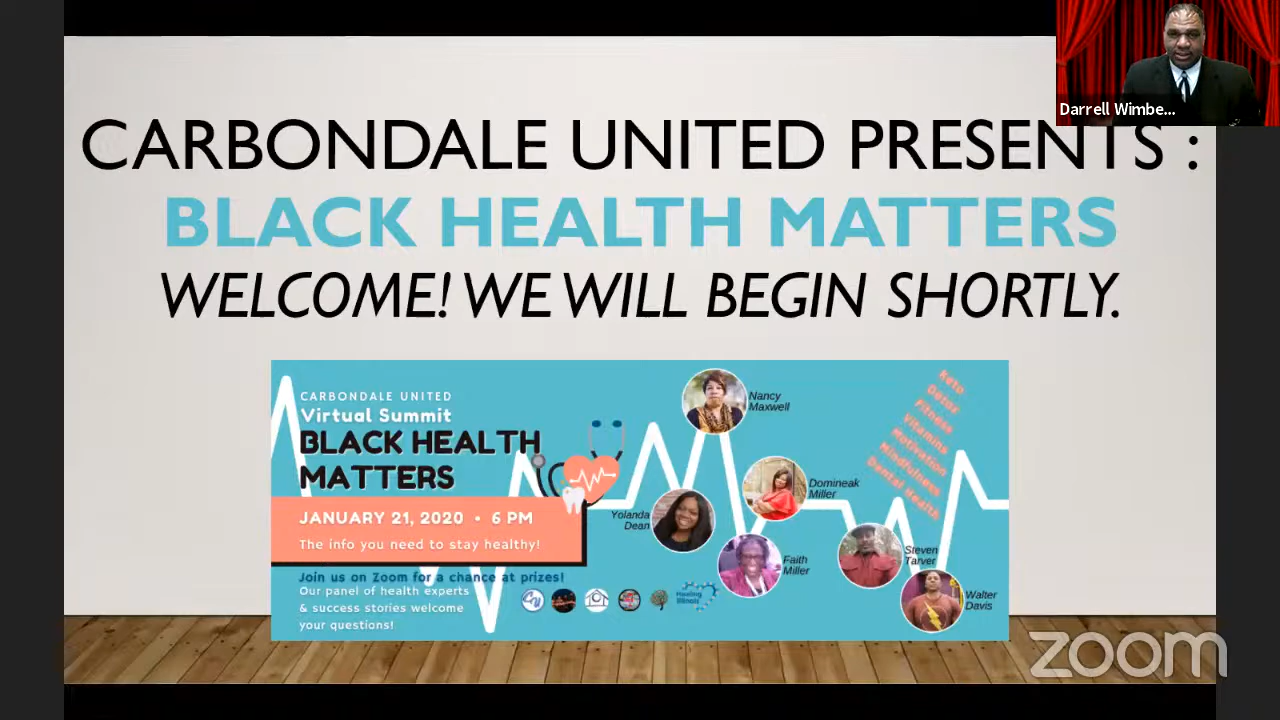 Darrell Wimbe...
CARBONDALE UNITED PRESENTS :
BLACK HEALTH MATTERS
WELCOME! WE WILL BEGIN SHORTLY.
CARBONDALE UNITED
Virtual Summit
BLACK HEALTH
MATTERS
JANUARY 21, 2020 • 6 PM
The info you need to stay healthy!
Join us on Zoom for a chance at prizes!
Our panel of health experts
& success stories welcome
your questions!
Nancy
Maxwell
Domineak
Miller
Yolanda
Dean
Faith
Miller
Steven
Tarver
Walter
Davis
Keto
Detox
Fitness
Vitamins
Motivation
Mindfulness
Dental Health
Healing
Illinois
zoom